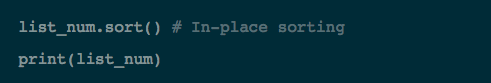 list_num.sort() # In-place sorting
print(list_num)